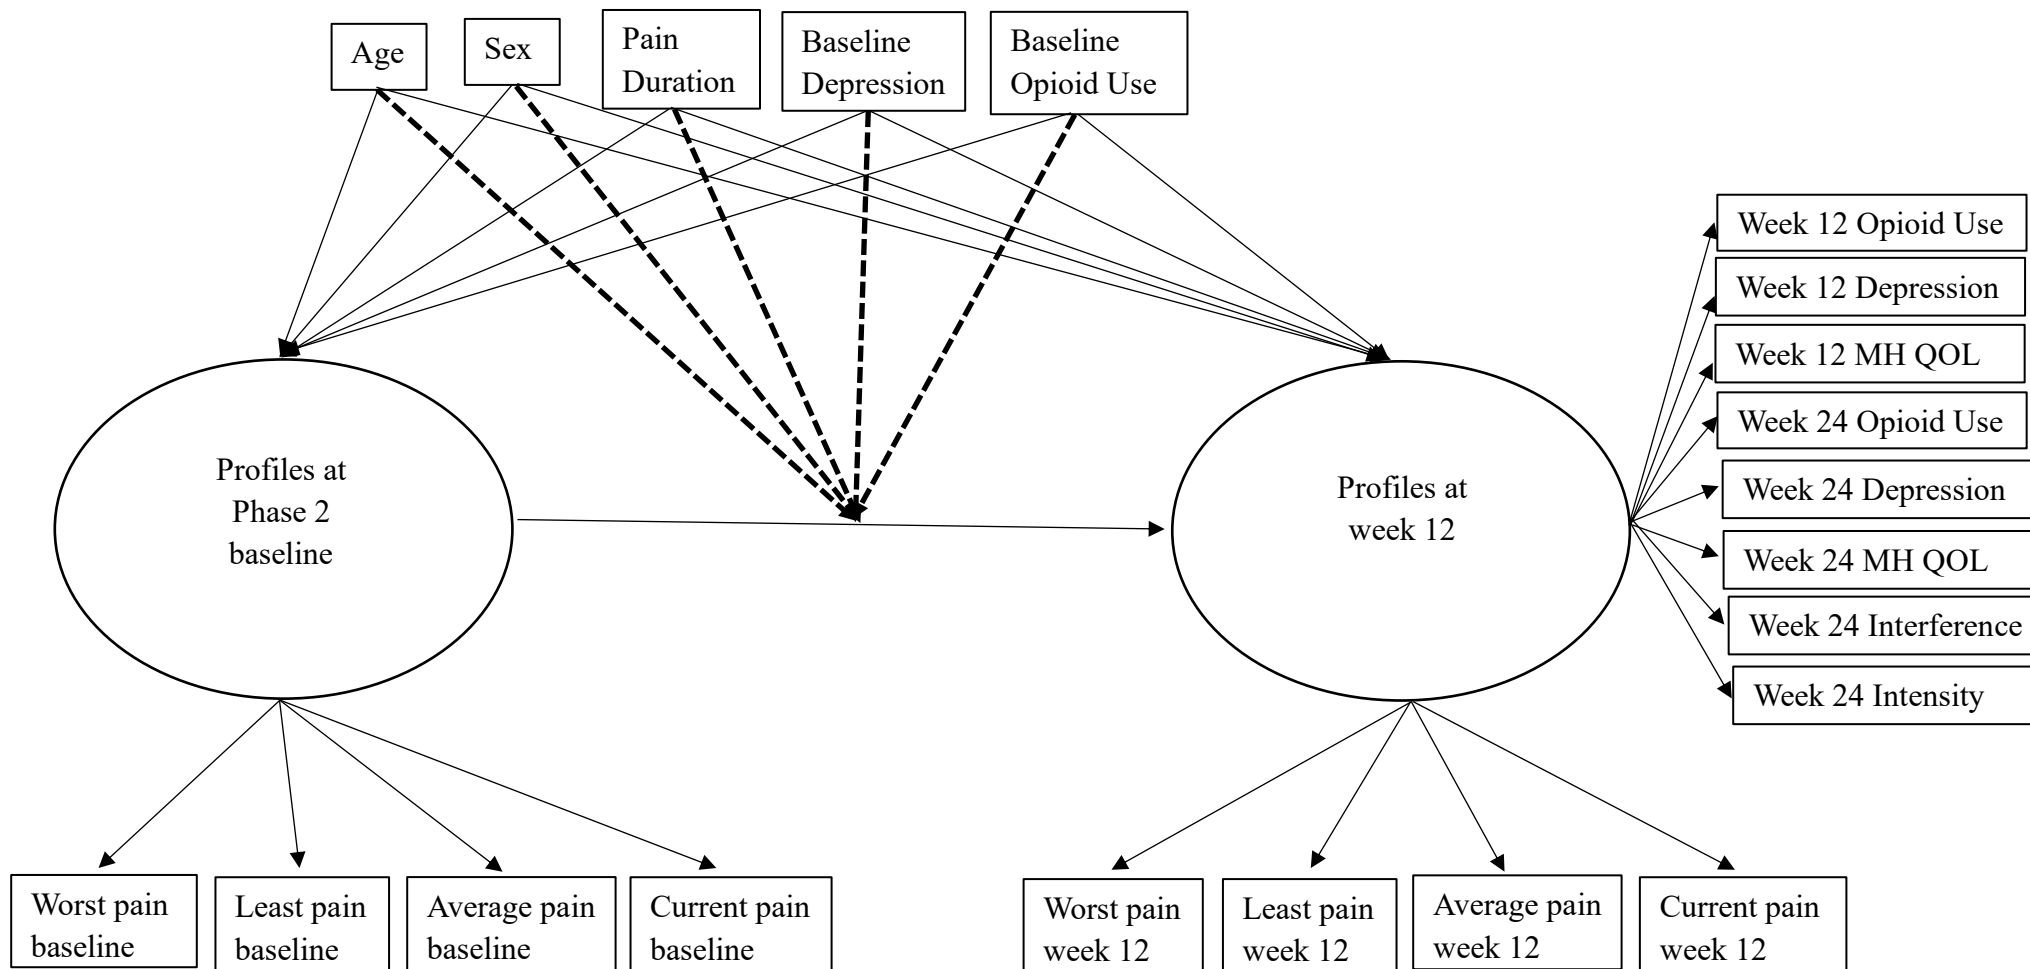 Age
Sex
Pain
Duration
Baseline
Depression
Baseline
Opioid Use
Week 12 Opioid Use
Week 12 Depression
Week 12 MH QOL
Week 24 Opioid Use
Week 24 Depression
Week 24 MH QOL
Week 24 Interference
Week 24 Intensity
Profiles at
Phase 2
baseline
Profiles at
week 12
Worst pain
baseline
Least pain
baseline
Average pain
baseline
Current pain
baseline
Worst pain
week 12
Least pain
week 12
Average pain
week 12
Current pain
week 12